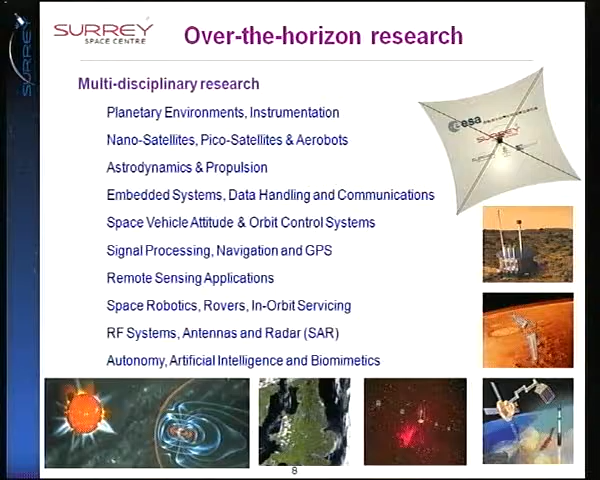 SURREY
SPACE CENTRE
Over-the-horizon research
Multi-disciplinary research
Planetary Environments, Instrumentation
Nano-Satellites, Pico-Satellites & Aerobots
Astrodynamics & Propulsion
Embedded Systems, Data Handling and Communications
Space Vehicle Attitude & Orbit Control Systems
Signal Processing, Navigation and GPS
Remote Sensing Applications
Space Robotics, Rovers, In-Orbit Servicing
RF Systems, Antennas and Radar (SAR)
Autonomy, Artificial Intelligence and Biomimetics
esa
SURREY
SURREY
8